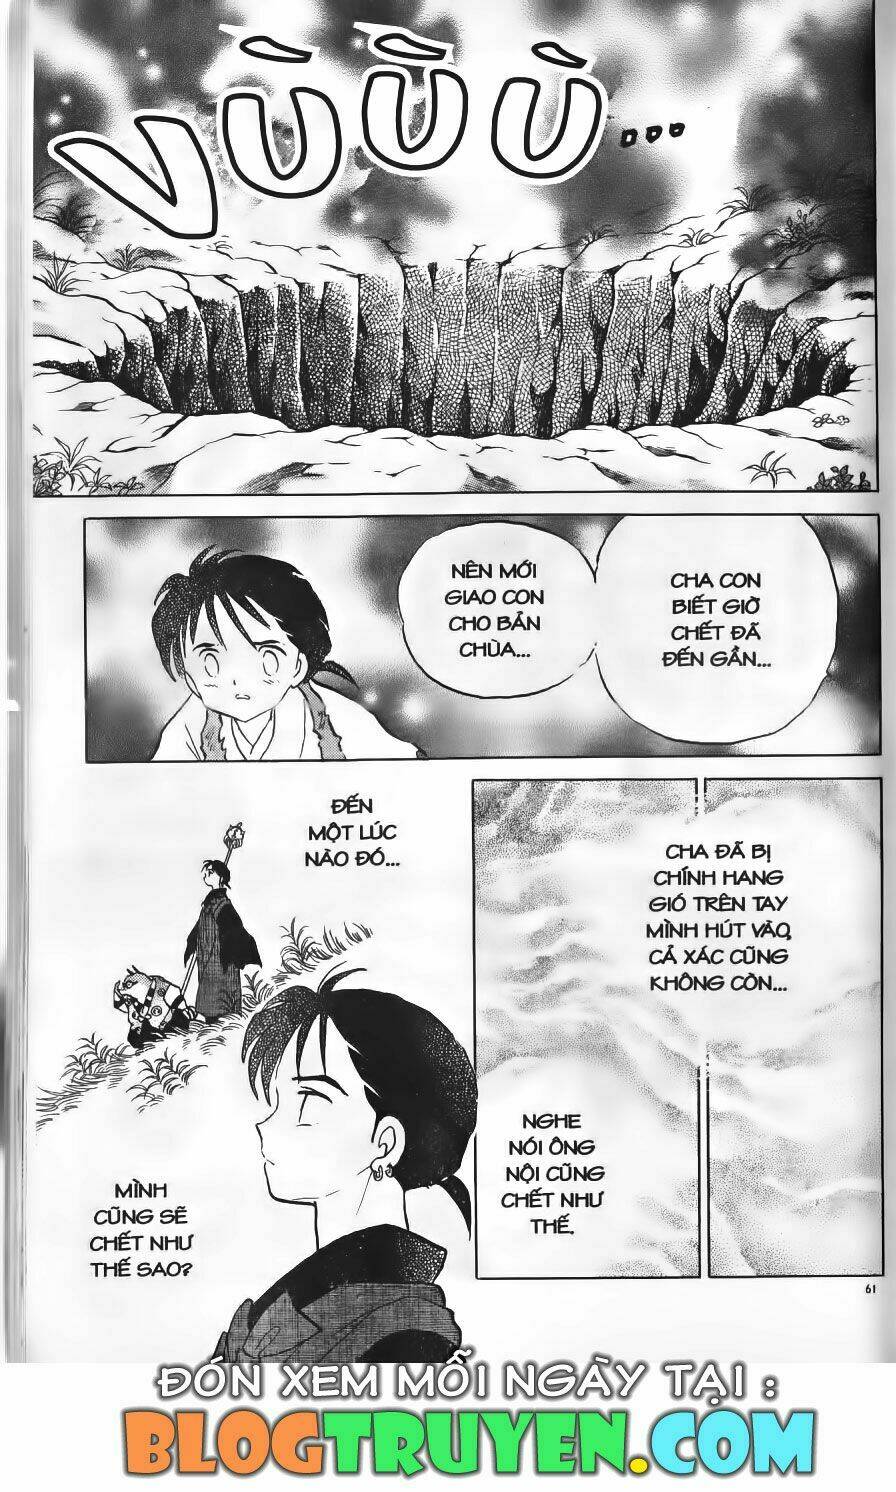 VÙÙÙ...
CHA CON
BIẾT GIỜ
CHẾT ĐÃ
ĐẾN GẦN...
NÊN MỚI
GIAO CON
CHO BẢN
CHÙA...
CHA ĐÃ BỊ
CHÍNH HANG
GIÓ TRÊN TAY
MÌNH HÚT VÀO,
CẢ XÁC CŨNG
KHÔNG CÒN...
NGHE
NÓI ÔNG
NỘI CŨNG
CHẾT NHƯ
THẾ.
ĐẾN
MỘT LÚC
NÀO ĐÓ...
MÌNH
CŨNG SẼ
CHẾT NHƯ
THẾ SAO?
61
ĐÓN XEM MỖI NGÀY TẠI :
BLOGTRUYEN.COM